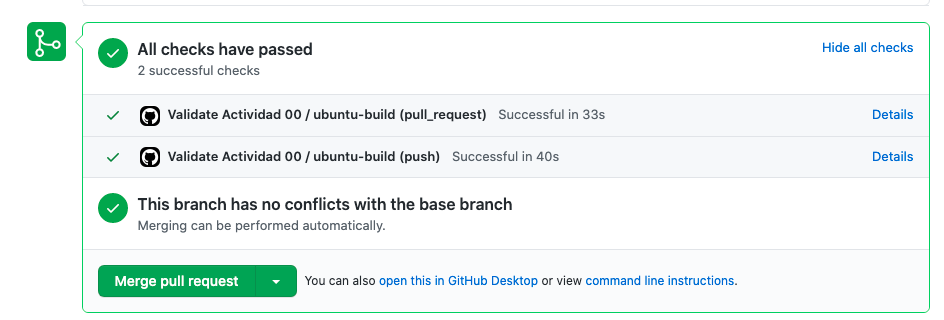 All checks have passed
Hide all checks
2 successful checks
Validate Actividad 00 / ubuntu-build (pull_request) Successful in 33s Details
Validate Actividad 00 / ubuntu-build (push) Successful in 40s Details
This branch has no conflicts with the base branch
Merging can be performed automatically.
Merge pull request You can also open this in GitHub Desktop or view command line instructions.